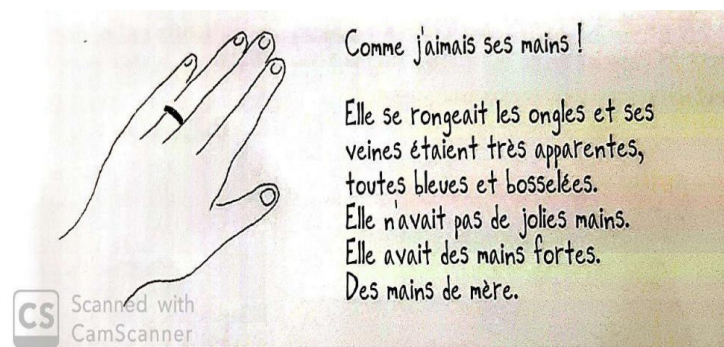 Comme j'aimais ses mains !
Elle se rongeait les ongles et ses
veines étaient très apparentes,
toutes bleues et bosselées.
Elle n'avait pas de jolies mains.
Elle avait des mains fortes.
Des mains de mère.
CS Scanned with
CamScanner